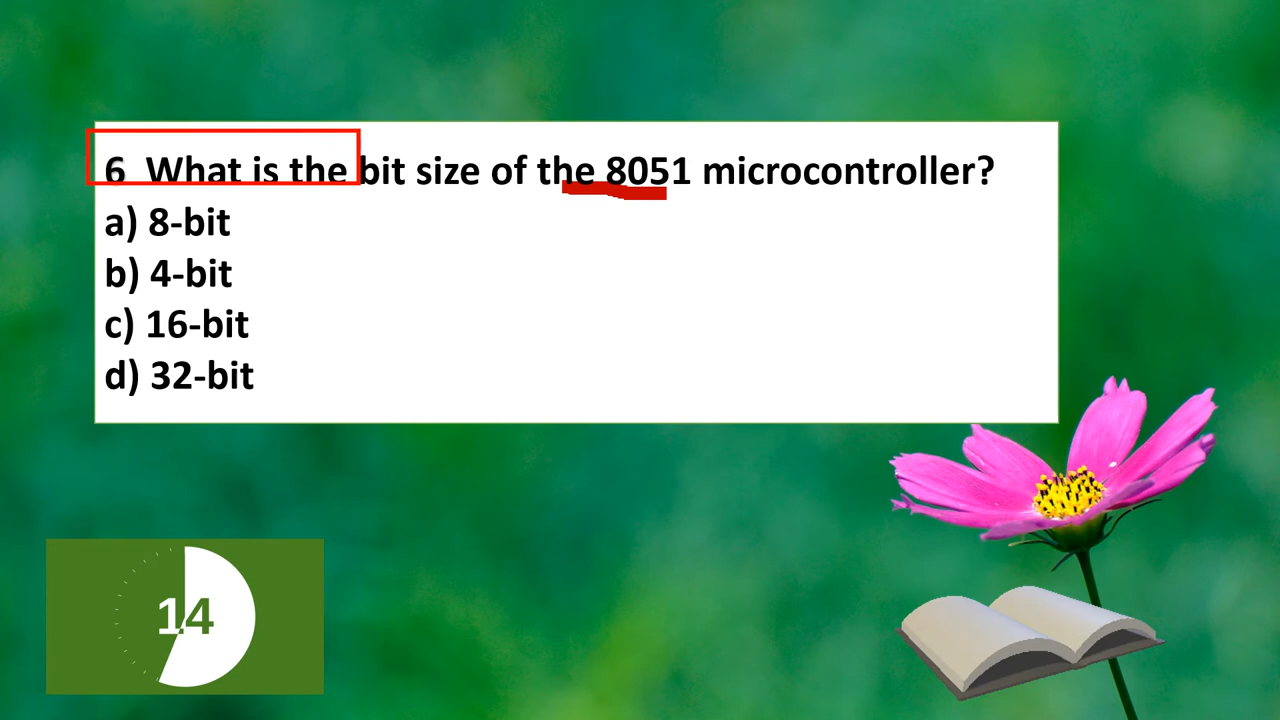 6  What is the bit size of the 8051 microcontroller?
a) 8-bit
b) 4-bit
c) 16-bit
d) 32-bit
14